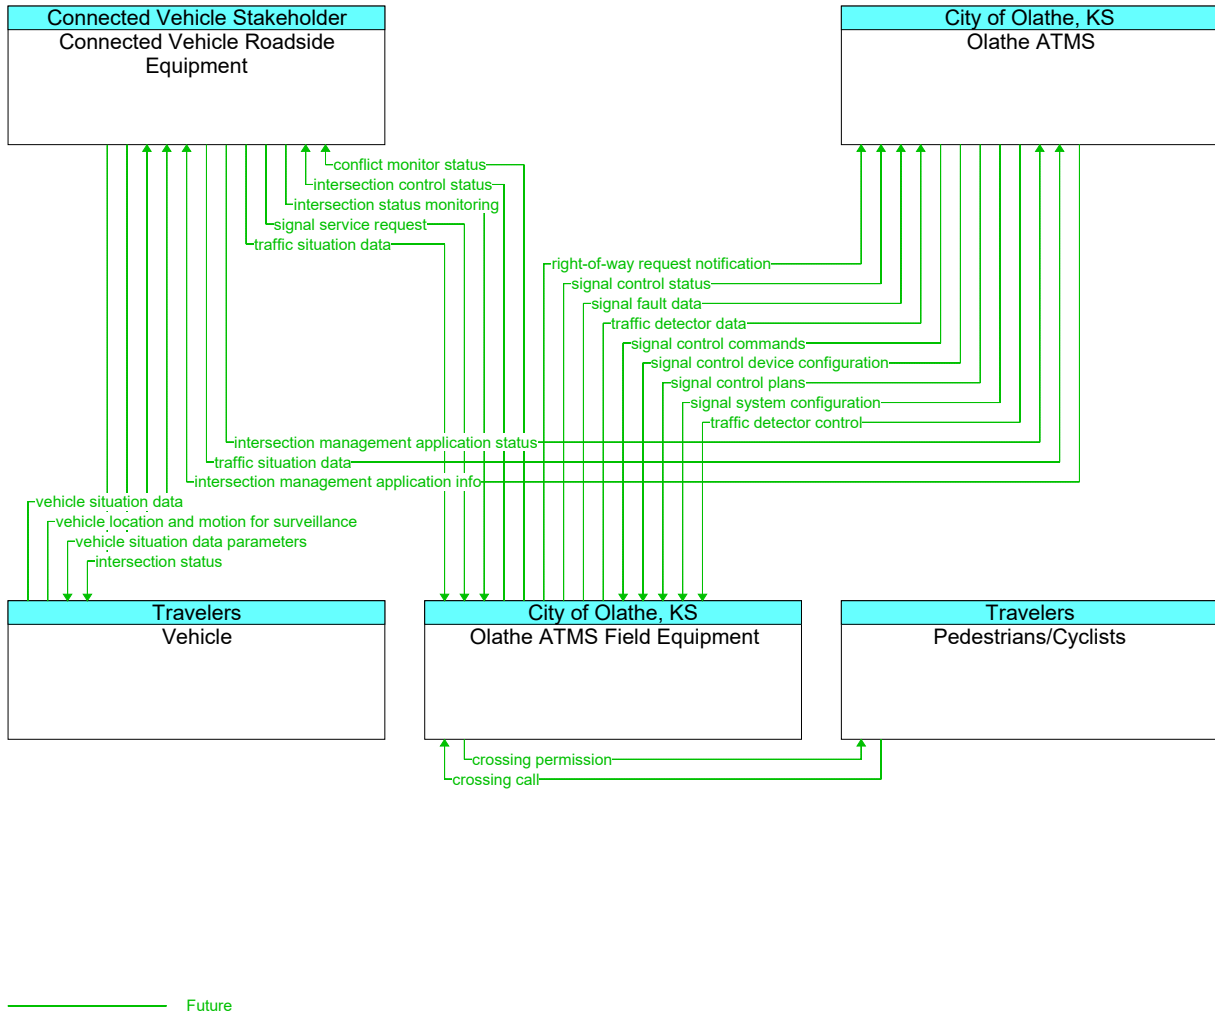 Connected Vehicle Stakeholder
Connected Vehicle Roadside
Equipment
City of Olathe, KS
Olathe ATMS
conflict monitor status
intersection control status
intersection status monitoring
signal service request
traffic situation data
right-of-way request notification
signal control status
signal fault data
traffic detector data
signal control commands
signal control device configuration
signal control plans
signal system configuration
traffic detector control
intersection management application status
traffic situation data
intersection management application info
vehicle situation data
vehicle location and motion for surveillance
vehicle situation data parameters
intersection status
Travelers
Vehicle
City of Olathe, KS
Olathe ATMS Field Equipment
Travelers
Pedestrians/Cyclists
crossing permission
crossing call
Future